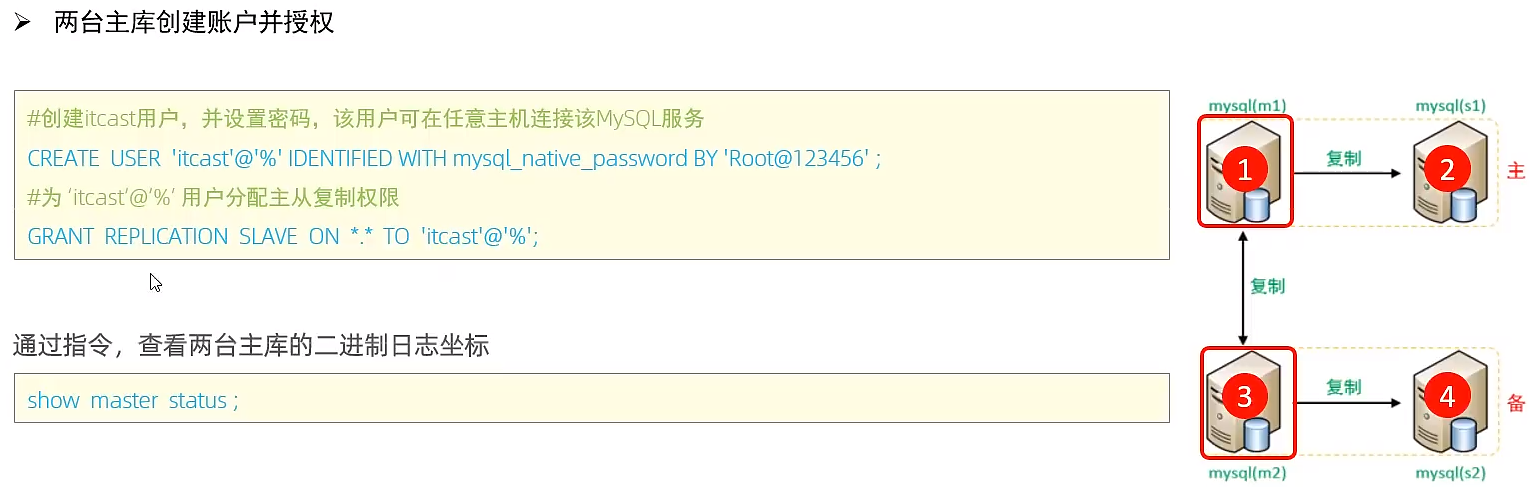 ➢ 两台主库创建账户并授权
#创建itcast用户，并设置密码，该用户可在任意主机连接该MySQL服务
CREATE USER 'itcast'@'%' IDENTIFIED WITH mysql_native_password BY 'Root@123456' ;
#为 ‘itcast’@’%’ 用户分配主从复制权限
GRANT REPLICATION SLAVE ON *.* TO 'itcast'@'%';
通过指令，查看两台主库的二进制日志坐标
show master status ;
mysql(m1)
mysql(s1)
1
复制
2
主
复制
3
复制
4
备
mysql(m2)
mysql(s2)